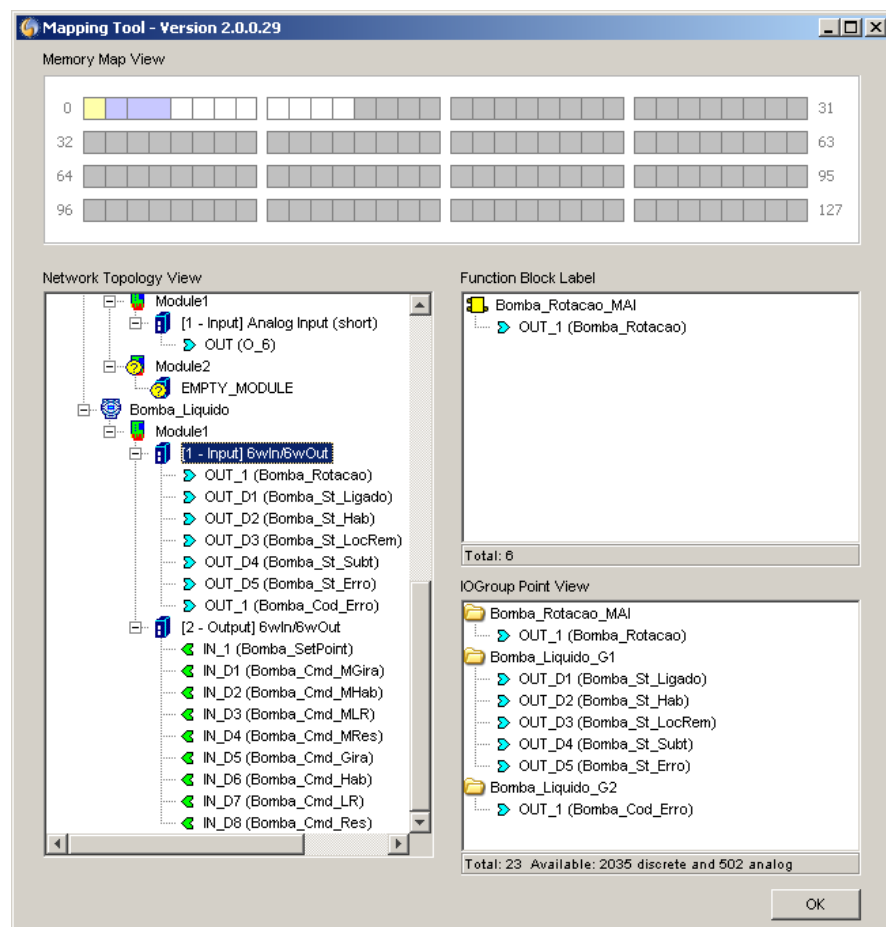 Mapping Tool - Version 2.0.0.29
Memory Map View
0 31
32 63
64 95
96 127
Network Topology View
Module1
[1 - Input] Analog Input (short)
OUT (O_6)
Module2
EMPTY_MODULE
Bomba_Liquido
Module1
[1 - Input] 6wIn/6wOut
OUT_1 (Bomba_Rotacao)
OUT_D1 (Bomba_St_Ligado)
OUT_D2 (Bomba_St_Hab)
OUT_D3 (Bomba_St_LocRem)
OUT_D4 (Bomba_St_Subt)
OUT_D5 (Bomba_St_Erro)
OUT_1 (Bomba_Cod_Erro)
[2 - Output] 6wIn/6wOut
IN_1 (Bomba_SetPoint)
IN_D1 (Bomba_Cmd_MGira)
IN_D2 (Bomba_Cmd_MHab)
IN_D3 (Bomba_Cmd_MLR)
IN_D4 (Bomba_Cmd_MRes)
IN_D5 (Bomba_Cmd_Gira)
IN_D6 (Bomba_Cmd_Hab)
IN_D7 (Bomba_Cmd_LR)
IN_D8 (Bomba_Cmd_Res)
Function Block Label
Bomba_Rotacao_MAI
OUT_1 (Bomba_Rotacao)
Total: 6
IOGroup Point View
Bomba_Rotacao_MAI
OUT_1 (Bomba_Rotacao)
Bomba_Liquido_G1
OUT_D1 (Bomba_St_Ligado)
OUT_D2 (Bomba_St_Hab)
OUT_D3 (Bomba_St_LocRem)
OUT_D4 (Bomba_St_Subt)
OUT_D5 (Bomba_St_Erro)
Bomba_Liquido_G2
OUT_1 (Bomba_Cod_Erro)
Total: 23 Available: 2035 discrete and 502 analog
OK